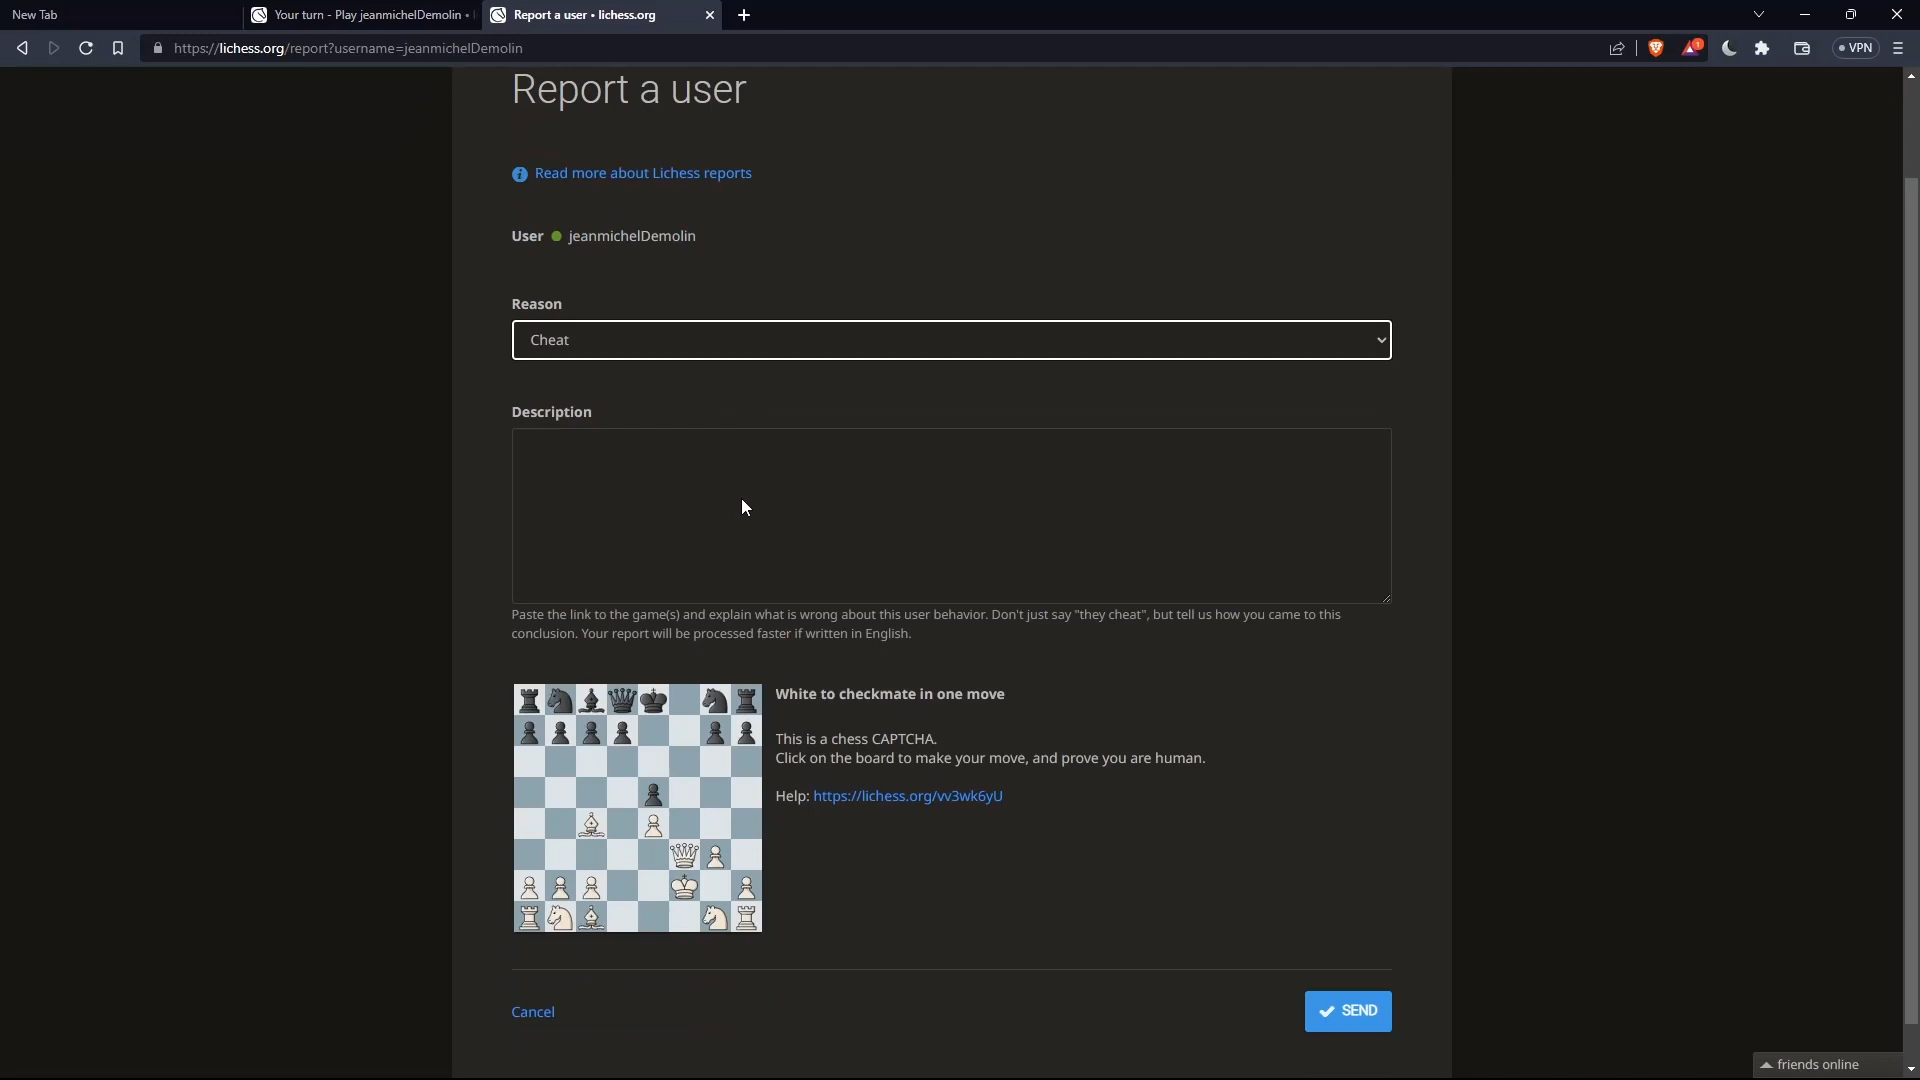 New Tab
Your turn - Play jeanmichelDemolin •
Report a user • lichess.org
https://lichess.org/report?username=jeanmichelDemolin
1
VPN
Report a user
Read more about Lichess reports
User jeanmichelDemolin
Reason
Cheat
Description
Paste the link to the game(s) and explain what is wrong about this user behavior. Don't just say "they cheat", but tell us how you came to this
conclusion. Your report will be processed faster if written in English.
White to checkmate in one move
This is a chess CAPTCHA.
Click on the board to make your move, and prove you are human.
Help: https://lichess.org/vv3wk6yU
Cancel
SEND
friends online